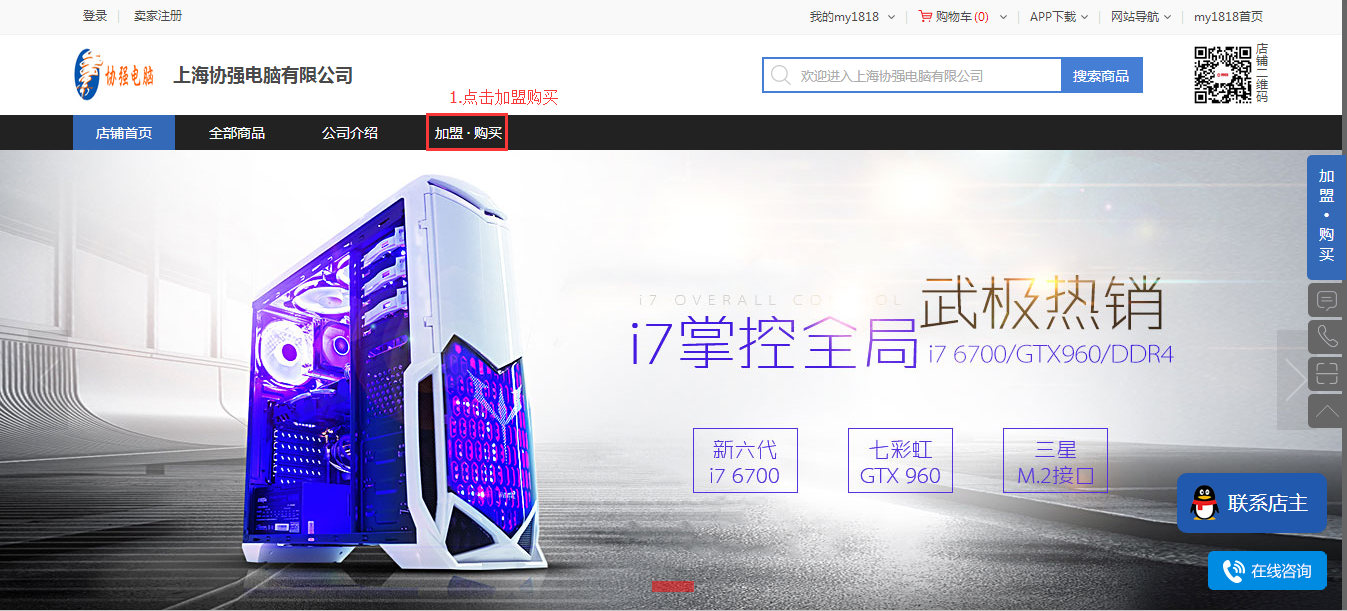 登录 卖家注册 我的my1818 购物车(0) APP下载 网站导航 my1818首页
协强电脑 上海协强电脑有限公司 欢迎进入上海协强电脑有限公司 搜索商品 店铺二维码
1.点击加盟购买
店铺首页 全部商品 公司介绍 加盟·购买
加盟·购买
武极热销
i7掌控全局
i7 6700/GTX960/DDR4
新六代
i7 6700
七彩虹
GTX 960
三星
M.2接口
联系店主
在线咨询